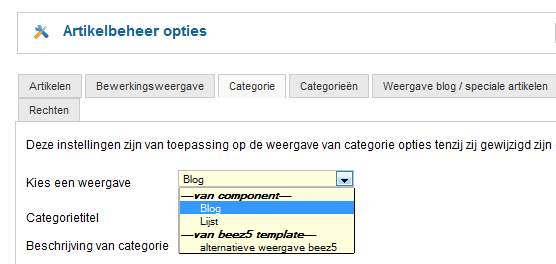 Artikelbeheer opties
Artikelen Bewerkingsweergave Categorie Categorieën Weergave blog / speciale artikelen
Rechten
Deze instellingen zijn van toepassing op de weergave van categorie opties tenzij zij gewijzigd zijn
Kies een weergave Blog
---van component---
Blog
Categorietitel Lijst
---van beez5 template---
Beschrijving van categorie alternatieve weergave beez5